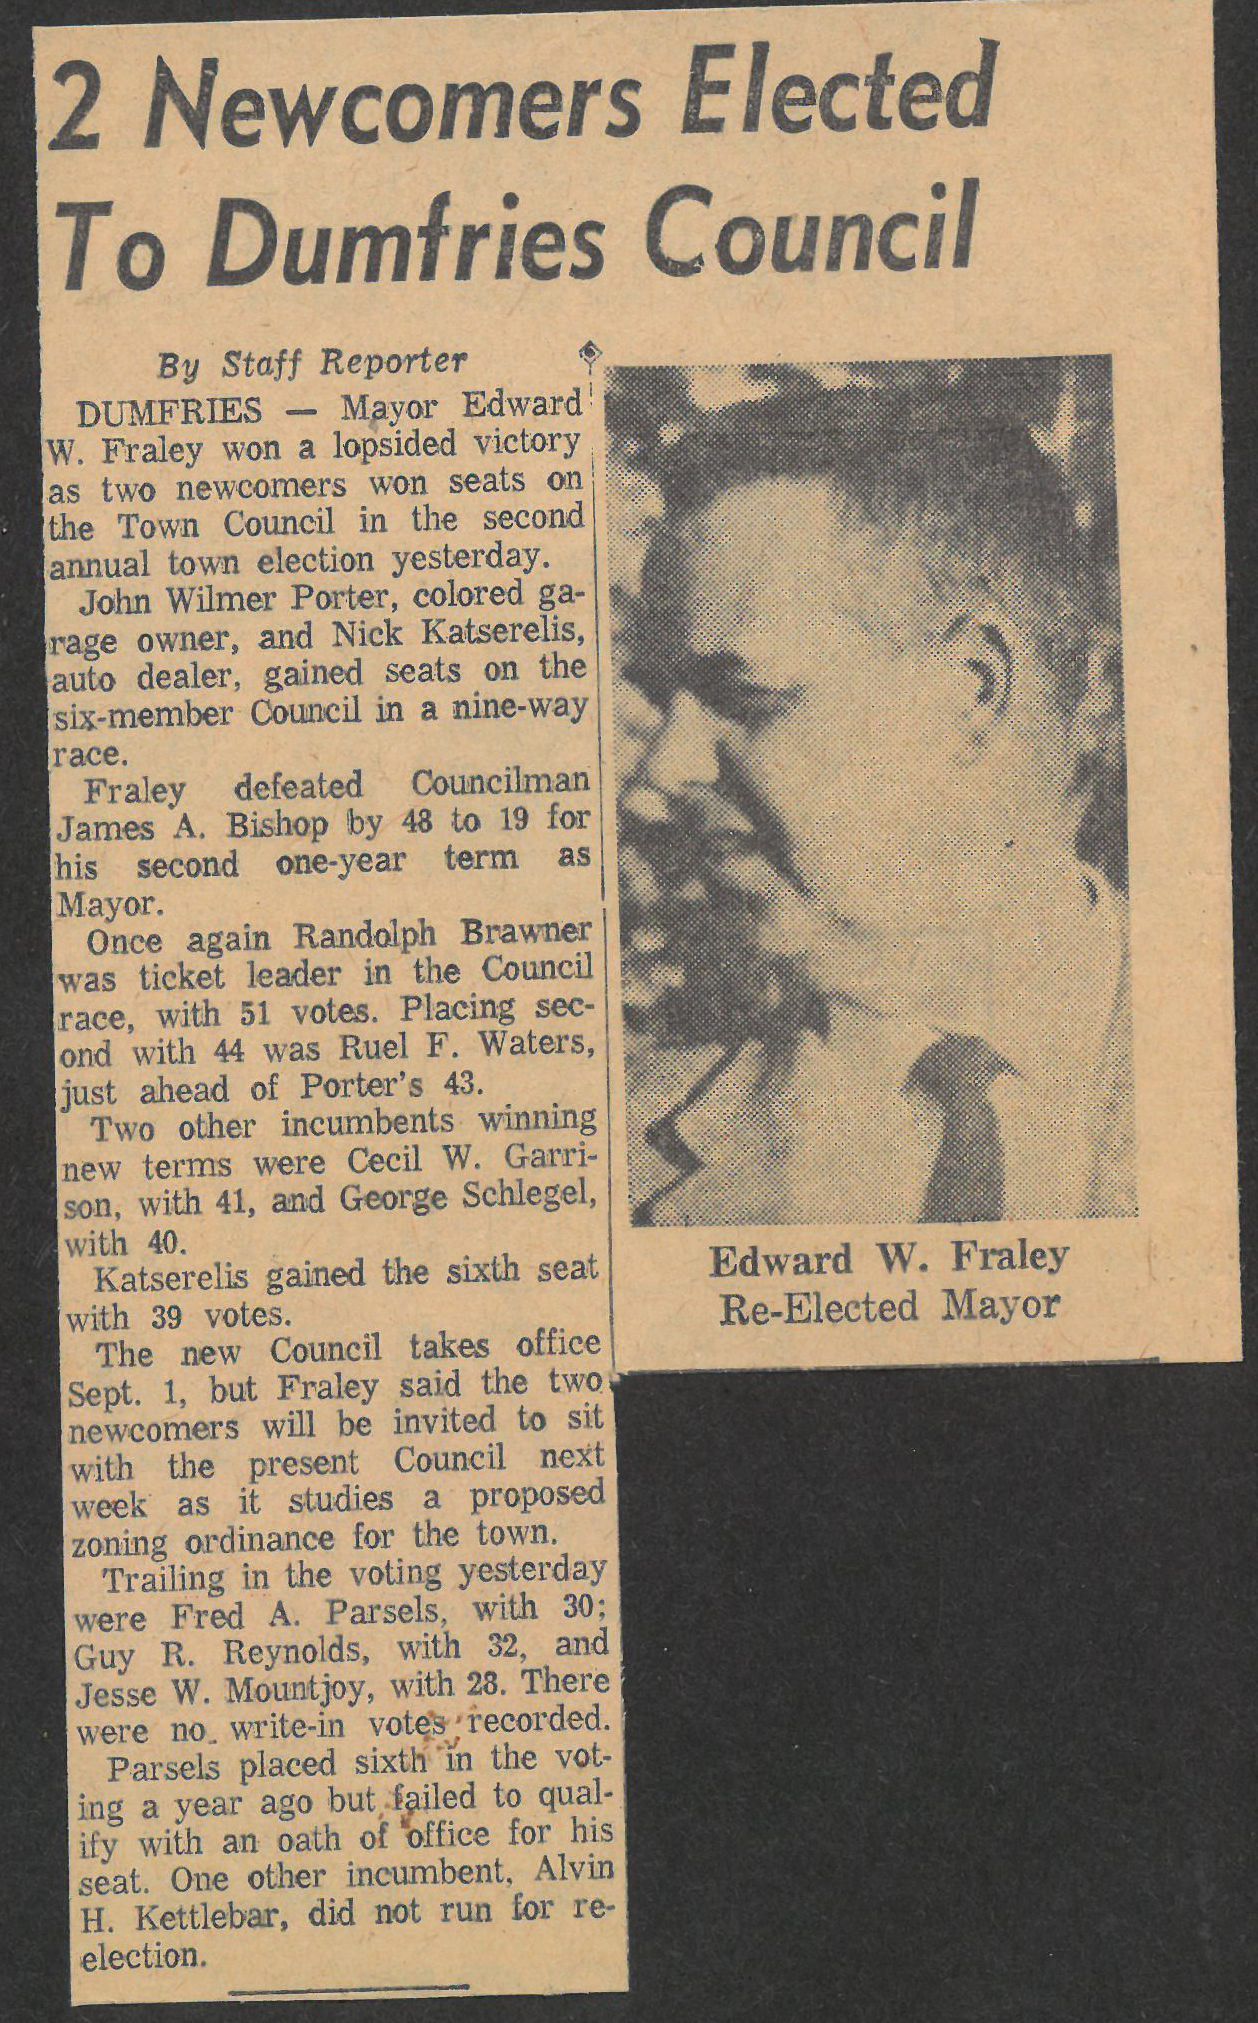 2 Newcomers Elected
To Dumfries Council
By Staff Reporter
DUMFRIES — Mayor Edward
W. Fraley won a lopsided victory
as two newcomers won seats on
the Town Council in the second
annual town election yesterday.
John Wilmer Porter, colored ga-
rage owner, and Nick Katserelis,
auto dealer, gained seats on the
six-member Council in a nine-way
race.
Fraley defeated Councilman
James A. Bishop by 48 to 19 for
his second one-year term as
Mayor.
Once again Randolph Brawner
was ticket leader in the Council
race, with 51 votes. Placing sec-
ond with 44 was Ruel F. Waters,
just ahead of Porter's 43.
Two other incumbents winning
new terms were Cecil W. Garri-
son, with 41, and George Schlegel,
with 40.
Katserelis gained the sixth seat
with 39 votes.
The new Council takes office
Sept. 1, but Fraley said the two
newcomers will be invited to sit
with the present Council next
week as it studies a proposed
zoning ordinance for the town.
Trailing in the voting yesterday
were Fred A. Parsels, with 30;
Guy R. Reynolds, with 32, and
Jesse W. Mountjoy, with 28. There
were no write-in votes recorded.
Parsels placed sixth in the vot-
ing a year ago but failed to qual-
ify with an oath of office for his
seat. One other incumbent, Alvin
H. Kettlebar, did not run for re-
election.
Edward W. Fraley
Re-Elected Mayor